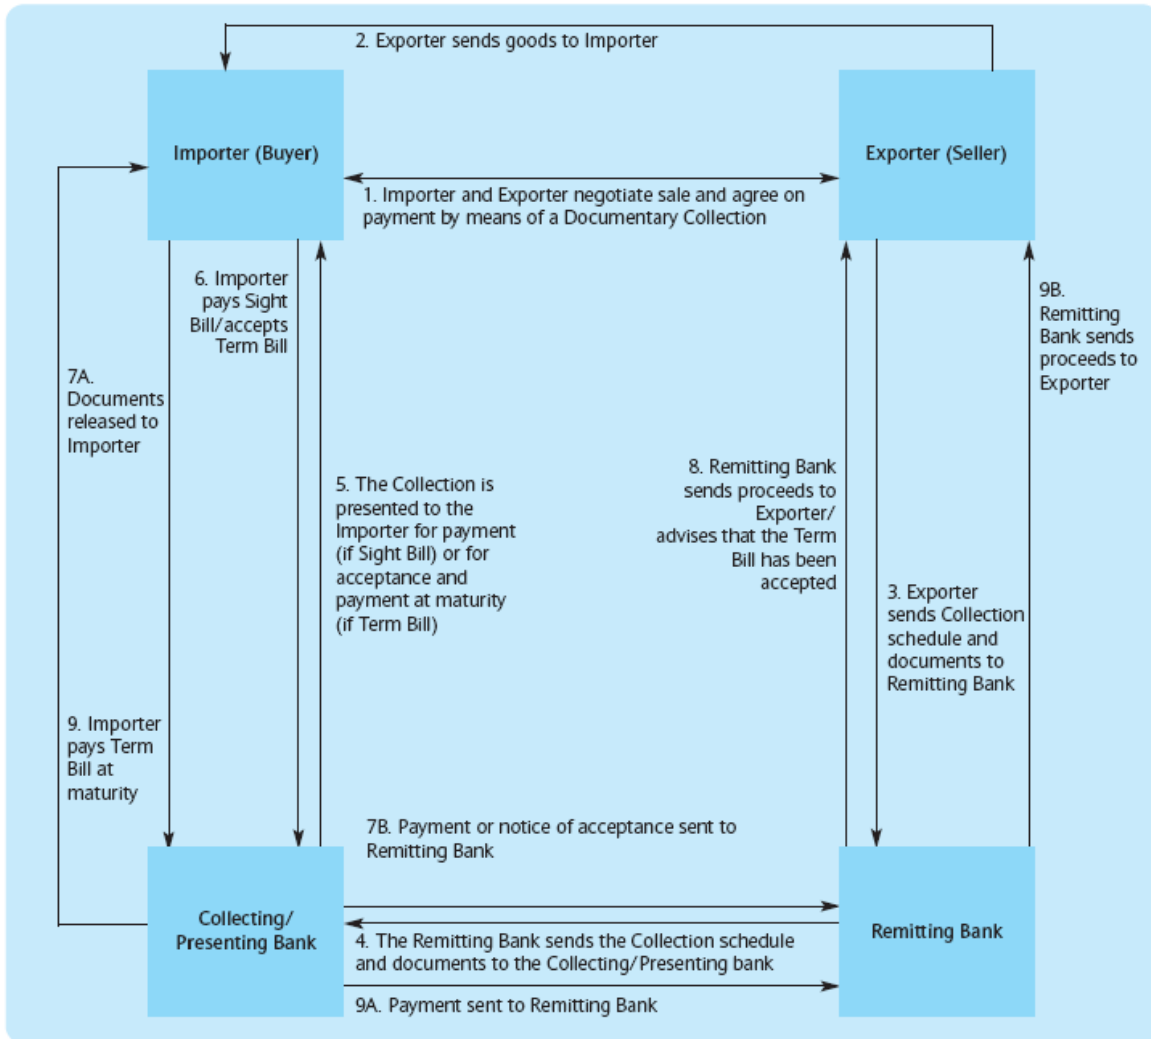 2. Exporter sends goods to Importer
Importer (Buyer)
Exporter (Seller)
1. Importer and Exporter negotiate sale and agree on
payment by means of a Documentary Collection
6. Importer
pays Sight
Bill/accepts
Term Bill
9B.
Remitting
Bank sends
proceeds to
Exporter
7A.
Documents
released to
Importer
5. The Collection is
presented to the
Importer for payment
(if Sight Bill) or for
acceptance and
payment at maturity
(if Term Bill)
8. Remitting Bank
sends proceeds to
Exporter/
advises that the Term
Bill has been
accepted
3. Exporter
sends Collection
schedule and
documents to
Remitting Bank
9. Importer
pays Term
Bill at
maturity
7B. Payment or notice of acceptance sent to
Remitting Bank
Collecting/
Presenting Bank
Remitting Bank
4. The Remitting Bank sends the Collection schedule
and documents to the Collecting/Presenting bank
9A. Payment sent to Remitting Bank